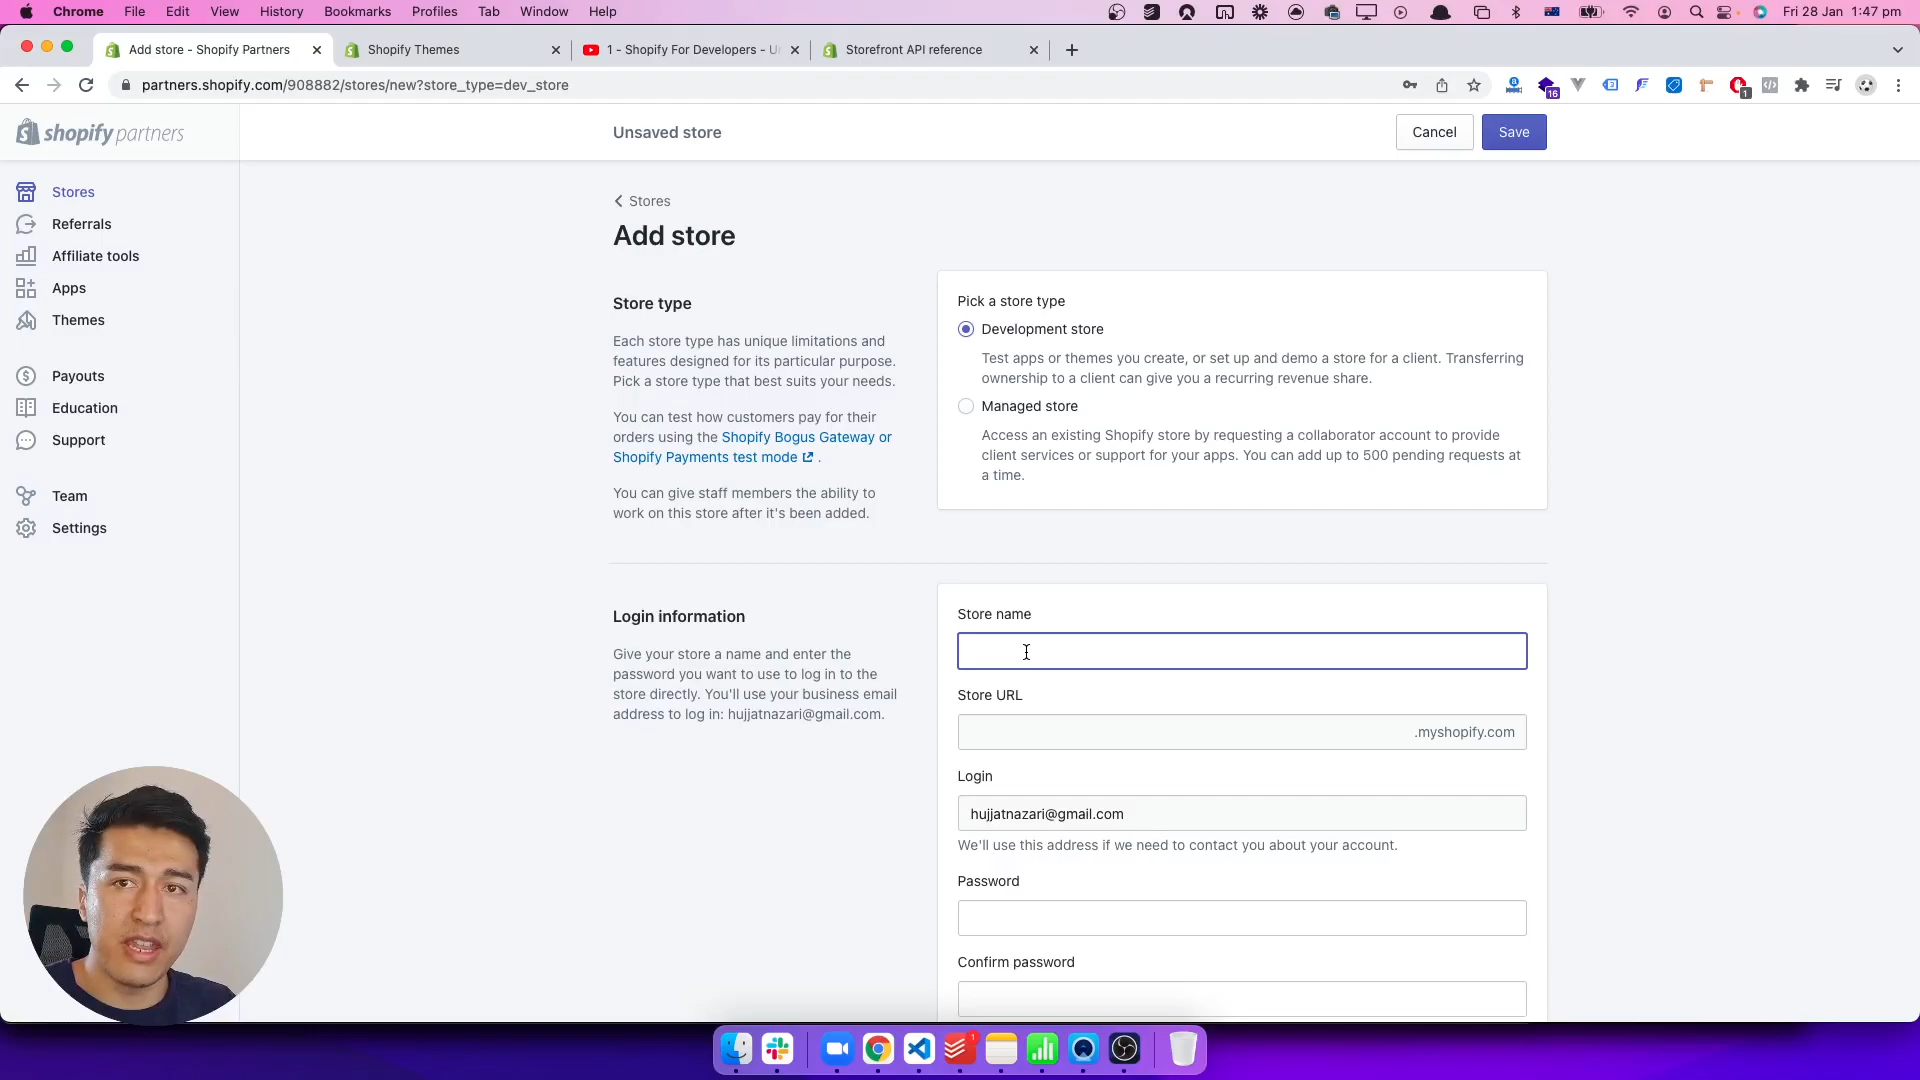 Chrome File Edit View History Bookmarks Profiles Tab Window Help Fri 28 Jan 1:47 pm
Add store - Shopify Partners Shopify Themes 1 - Shopify For Developers - Storefront API reference
partners.shopify.com/908882/stores/new?store_type=dev_store
16
1
shopify partners
Unsaved store
Cancel
Save
Stores
Referrals
Affiliate tools
Apps
Themes
Payouts
Education
Support
Team
Settings
Stores
Add store
Store type
Each store type has unique limitations and
features designed for its particular purpose.
Pick a store type that best suits your needs.
You can test how customers pay for their
orders using the Shopify Bogus Gateway or
Shopify Payments test mode .
You can give staff members the ability to
work on this store after it's been added.
Pick a store type
Development store
Test apps or themes you create, or set up and demo a store for a client. Transferring
ownership to a client can give you a recurring revenue share.
Managed store
Access an existing Shopify store by requesting a collaborator account to provide
client services or support for your apps. You can add up to 500 pending requests at
a time.
Login information
Give your store a name and enter the
password you want to use to log in to the
store directly. You'll use your business email
address to log in: hujjatnazari@gmail.com.
Store name
Store URL
.myshopify.com
Login
hujjatnazari@gmail.com
We'll use this address if we need to contact you about your account.
Password
Confirm password
1